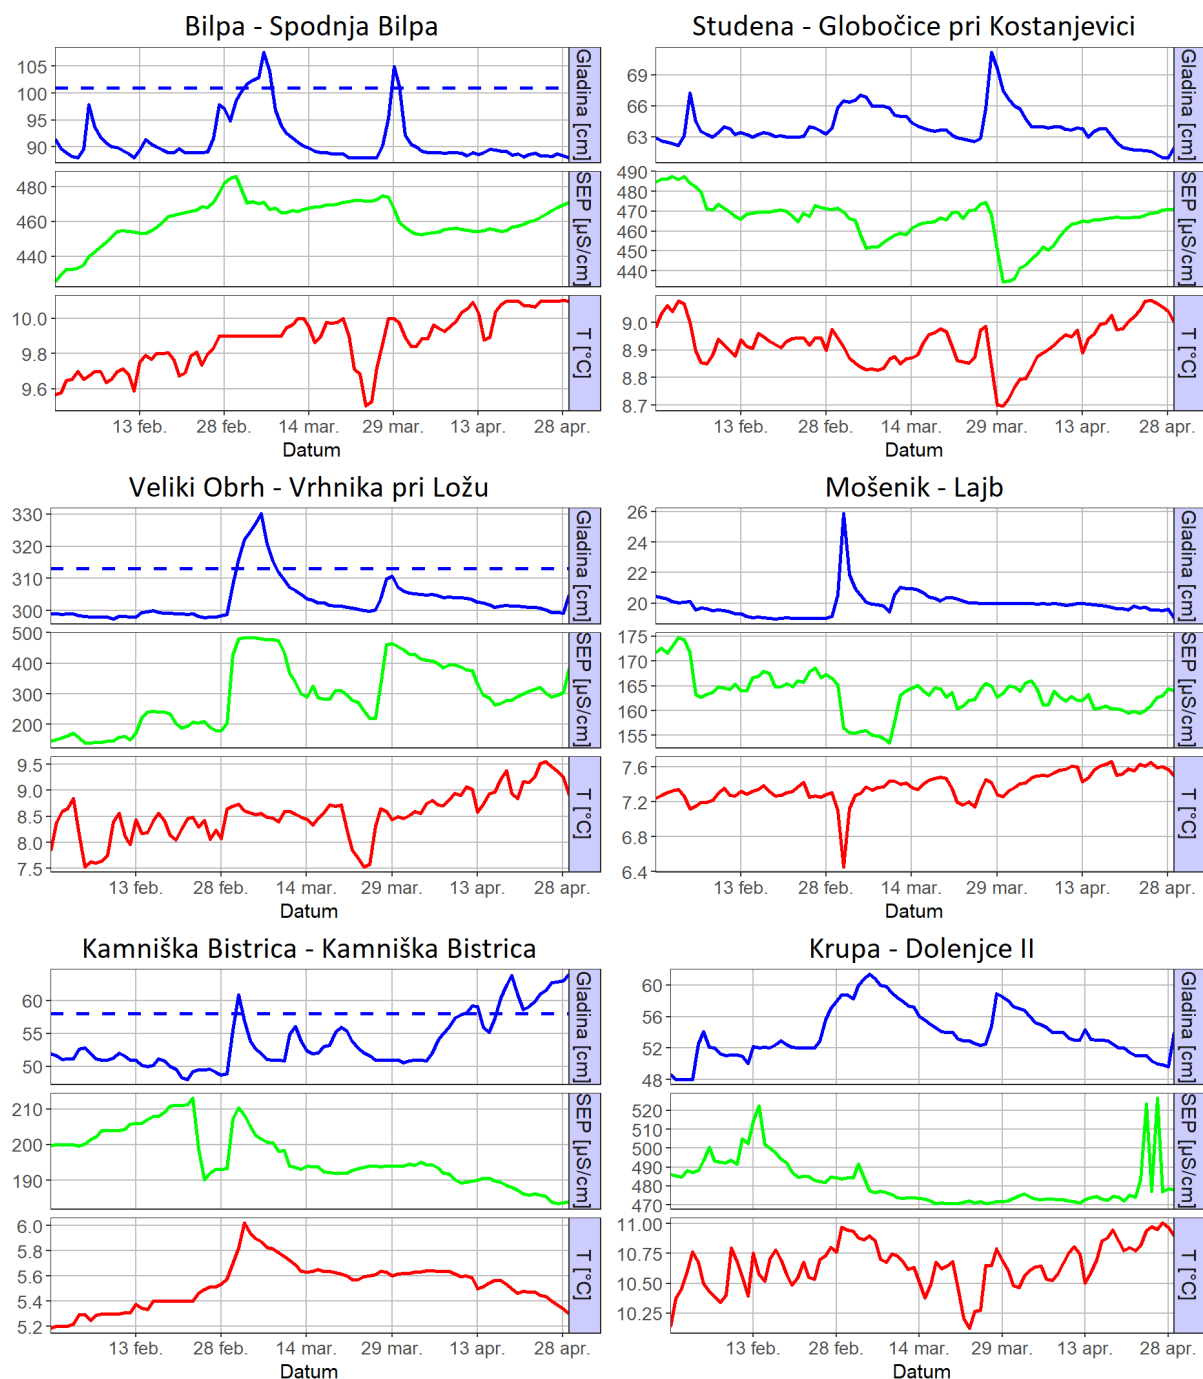 Bilpa - Spodnja Bilpa
105
100
95
90
Gladina [cm]
480
460
440
SEP [µS/cm]
10.0
9.8
9.6
T [°C]
13 feb. 28 feb. 14 mar. 29 mar. 13 apr. 28 apr.
Datum
Studena - Globočice pri Kostanjevici
69
66
63
Gladina [cm]
490
480
470
460
450
440
SEP [µS/cm]
9.0
8.9
8.8
8.7
T [°C]
13 feb. 28 feb. 14 mar. 29 mar. 13 apr. 28 apr.
Datum
Veliki Obrh - Vrhnika pri Ložu
330
320
310
300
Gladina [cm]
500
400
300
200
SEP [µS/cm]
9.5
9.0
8.5
8.0
7.5
T [°C]
13 feb. 28 feb. 14 mar. 29 mar. 13 apr. 28 apr.
Datum
Mošenik - Lajb
26
24
22
20
Gladina [cm]
175
170
165
160
155
SEP [µS/cm]
7.6
7.2
6.8
6.4
T [°C]
13 feb. 28 feb. 14 mar. 29 mar. 13 apr. 28 apr.
Datum
Kamniška Bistrica - Kamniška Bistrica
60
55
50
Gladina [cm]
210
200
190
SEP [µS/cm]
6.0
5.8
5.6
5.4
5.2
T [°C]
13 feb. 28 feb. 14 mar. 29 mar. 13 apr. 28 apr.
Datum
Krupa - Dolenjce II
60
56
52
48
Gladina [cm]
520
510
500
490
480
470
SEP [µS/cm]
11.00
10.75
10.50
10.25
T [°C]
13 feb. 28 feb. 14 mar. 29 mar. 13 apr. 28 apr.
Datum